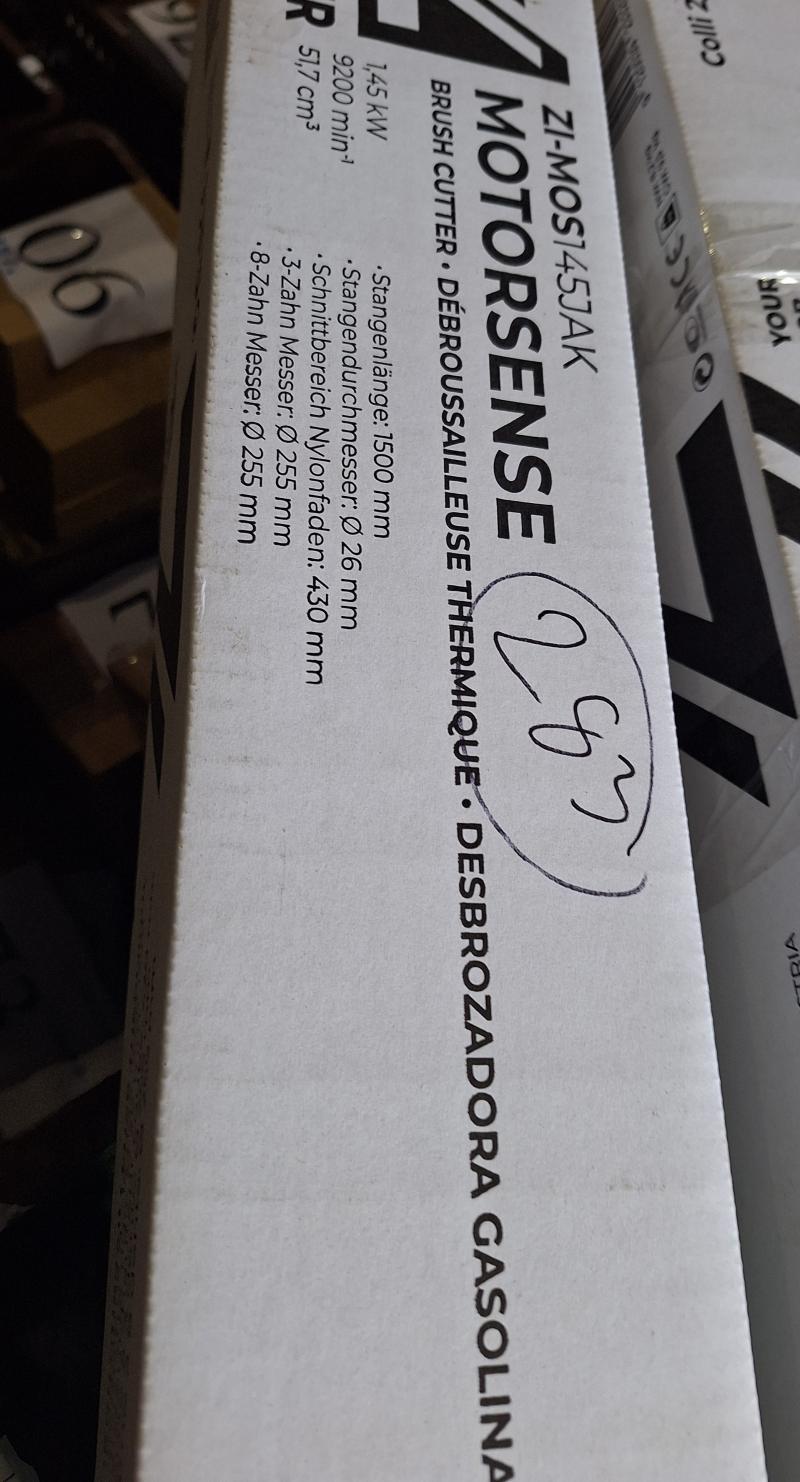 ZI-MOS145JAK
MOTORSENSE
BRUSH CUTTER • DÉBROUSSAILLEUSE THERMIQUE • DESBROZADORA GASOLINA
1,45 kW
9200 min⁻¹
51,7 cm³
·Stangenlänge: 1500 mm
·Stangendurchmesser: Ø 26 mm
·Schnittbereich Nylonfaden: 430 mm
·3-Zahn Messer: Ø 255 mm
·8-Zahn Messer: Ø 255 mm
283
Colli
YOUR
06